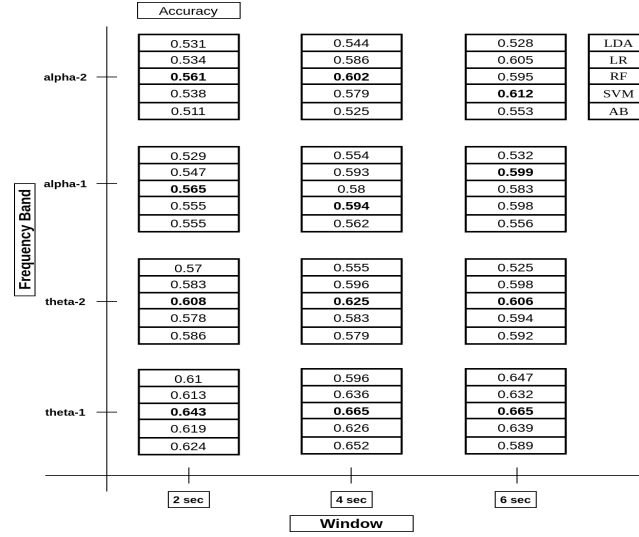 Accuracy
0.531 0.544 0.528 LDA
0.534 0.586 0.605 LR
alpha-2 0.561 0.602 0.595 RF
0.538 0.579 0.612 SVM
0.511 0.525 0.553 AB
0.529 0.554 0.532
0.547 0.593 0.599
alpha-1 0.565 0.58 0.583
0.555 0.594 0.598
0.555 0.562 0.556
Frequency Band
0.57 0.555 0.525
0.583 0.596 0.598
theta-2 0.608 0.625 0.606
0.578 0.583 0.594
0.586 0.579 0.592
0.61 0.596 0.647
0.613 0.636 0.632
theta-1 0.643 0.665 0.665
0.619 0.626 0.639
0.624 0.652 0.589
2 sec 4 sec 6 sec
Window